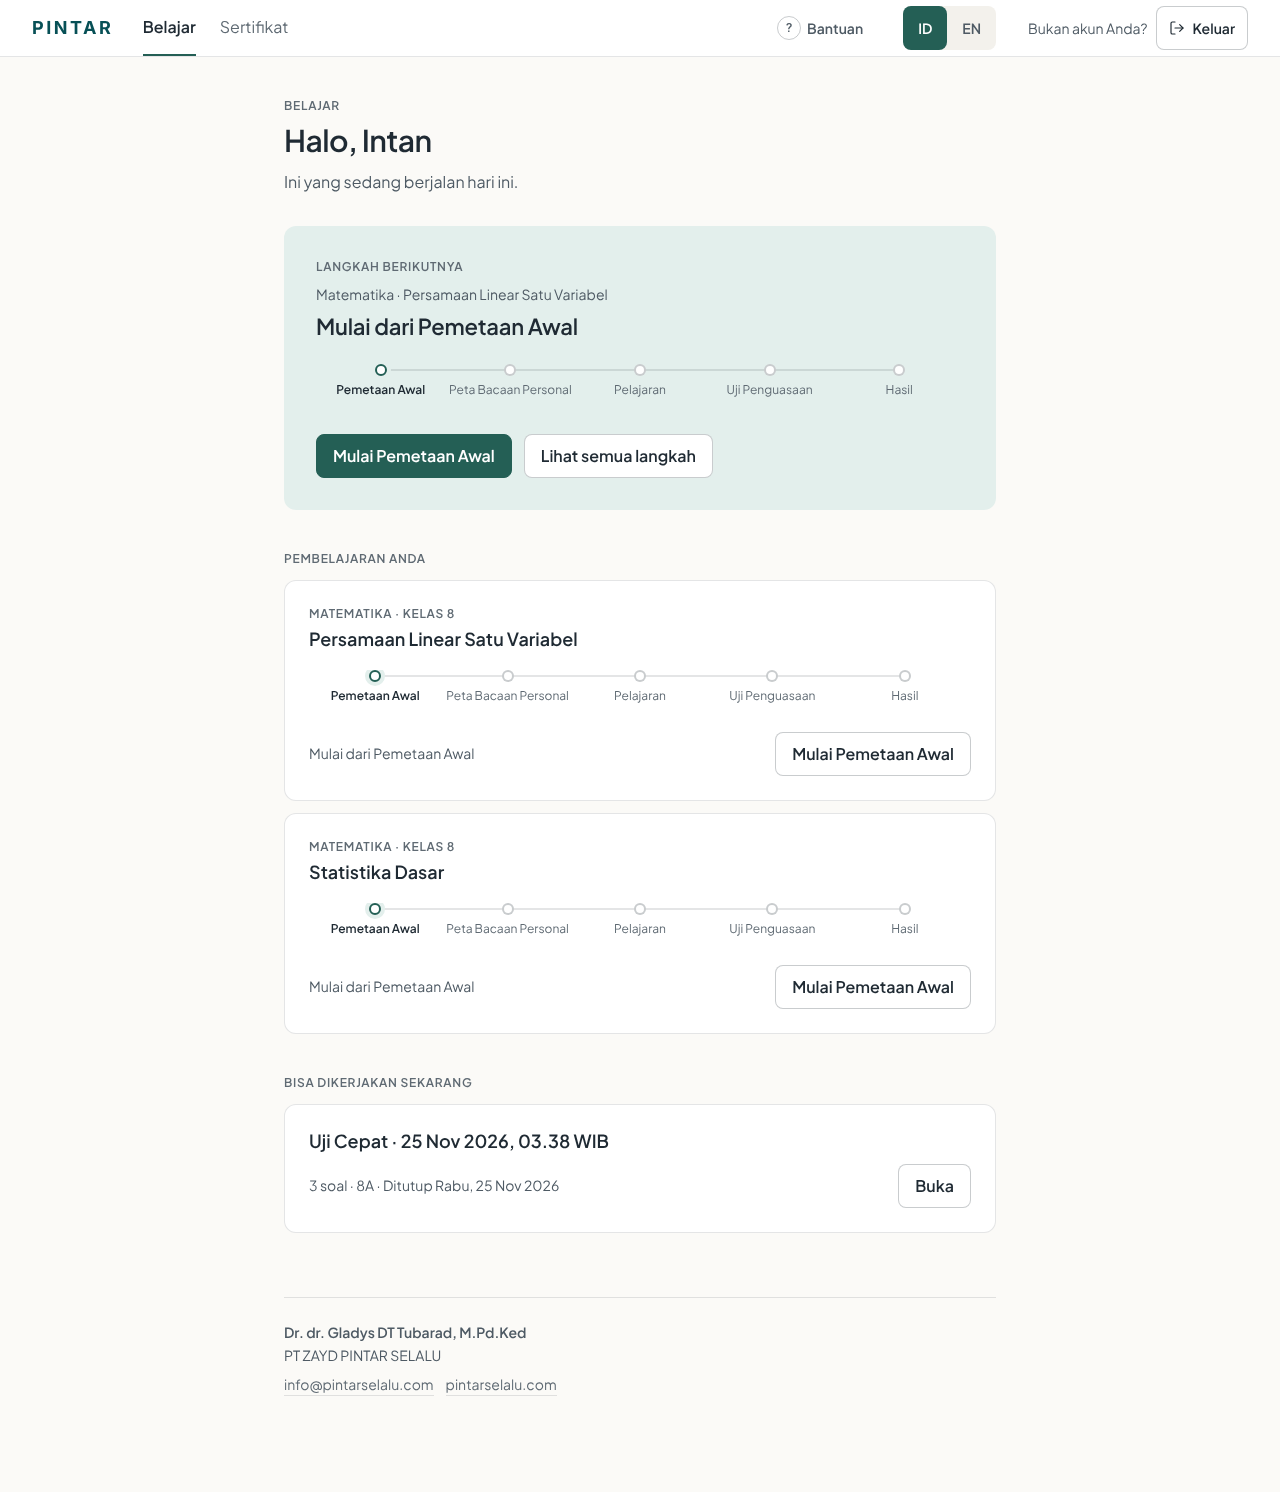 PINTAR
Belajar
Sertifikat
?
Bantuan
ID
EN
Bukan akun Anda?
Keluar
BELAJAR
Halo, Intan
Ini yang sedang berjalan hari ini.
LANGKAH BERIKUTNYA
Matematika · Persamaan Linear Satu Variabel
Mulai dari Pemetaan Awal
Pemetaan Awal
Peta Bacaan Personal
Pelajaran
Uji Penguasaan
Hasil
Mulai Pemetaan Awal
Lihat semua langkah
PEMBELAJARAN ANDA
MATEMATIKA · KELAS 8
Persamaan Linear Satu Variabel
Pemetaan Awal
Peta Bacaan Personal
Pelajaran
Uji Penguasaan
Hasil
Mulai dari Pemetaan Awal
Mulai Pemetaan Awal
MATEMATIKA · KELAS 8
Statistika Dasar
Pemetaan Awal
Peta Bacaan Personal
Pelajaran
Uji Penguasaan
Hasil
Mulai dari Pemetaan Awal
Mulai Pemetaan Awal
BISA DIKERJAKAN SEKARANG
Uji Cepat · 25 Nov 2026, 03.38 WIB
3 soal · 8A · Ditutup Rabu, 25 Nov 2026
Buka
Dr. dr. Gladys DT Tubarad, M.Pd.Ked
PT ZAYD PINTAR SELALU
info@pintarselalu.com
pintarselalu.com